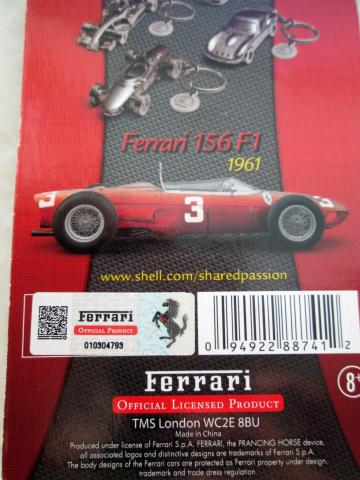 Ferrari 156 F1
1961
3
www.shell.com/sharedpassion
Ferrari
OFFICIAL PRODUCT
010304793
0 94922 88741 2
Ferrari
OFFICIAL LICENSED PRODUCT
TMS London WC2E 8BU
Made in China
8+
Produced under license of Ferrari S.p.A. FERRARI, the PRANCING HORSE device,
all associated logos and distinctive designs are trademarks of Ferrari S.p.A.
The body designs of the Ferrari cars are protected as Ferrari property under design,
trademark and trade dress regulation.